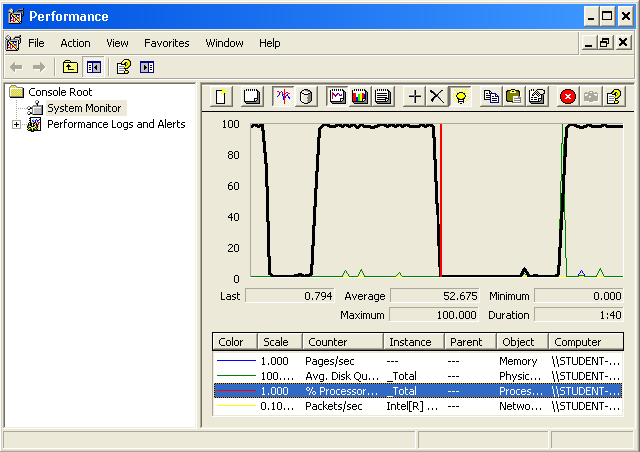 Performance
File Action View Favorites Window Help
Console Root
System Monitor
Performance Logs and Alerts
100
80
60
40
20
0
Last 0.794 Average 52.675 Minimum 0.000
Maximum 100.000 Duration 1:40
Color Scale Counter Instance Parent Object Computer
1.000 Pages/sec --- --- Memory \\STUDENT-...
100.... Avg. Disk Qu... _Total --- Physic... \\STUDENT-...
1.000 % Processor... _Total --- Proces... \\STUDENT-...
0.10... Packets/sec Intel[R] ... --- Netwo... \\STUDENT-...